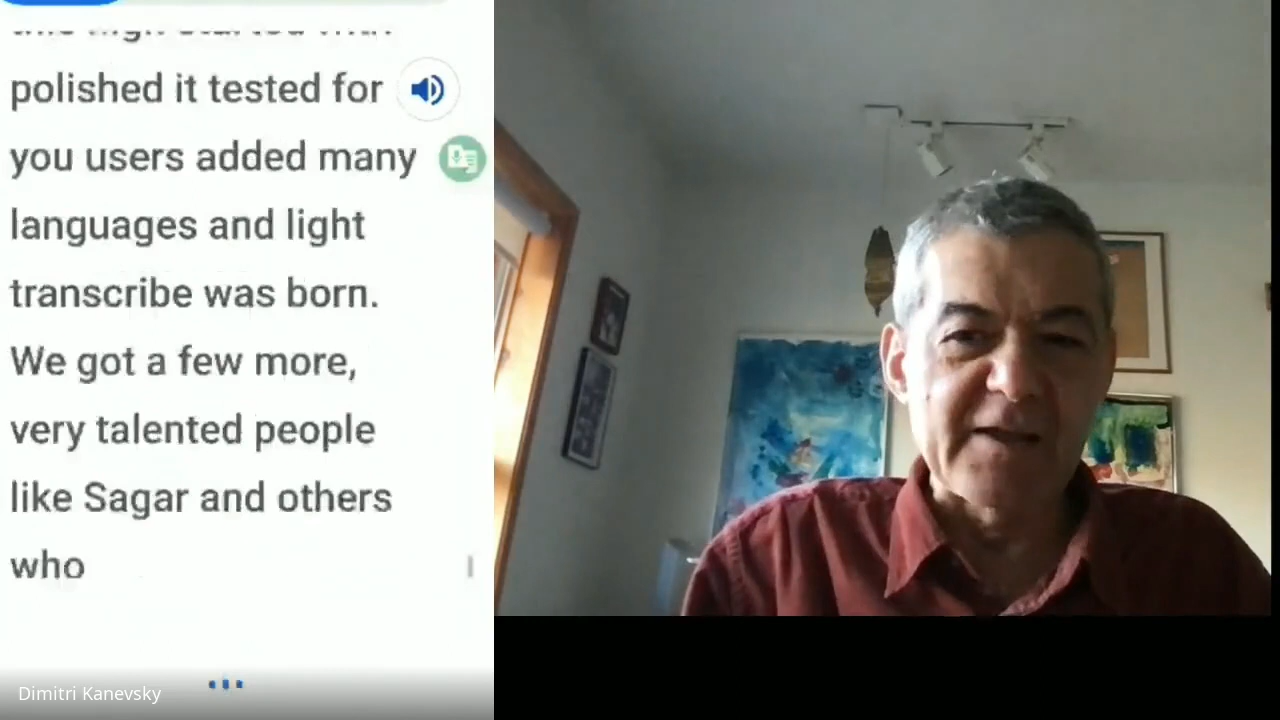 polished it tested for
you users added many
languages and light
transcribe was born.
We got a few more,
very talented people
like Sagar and others
who
Dimitri Kanevsky